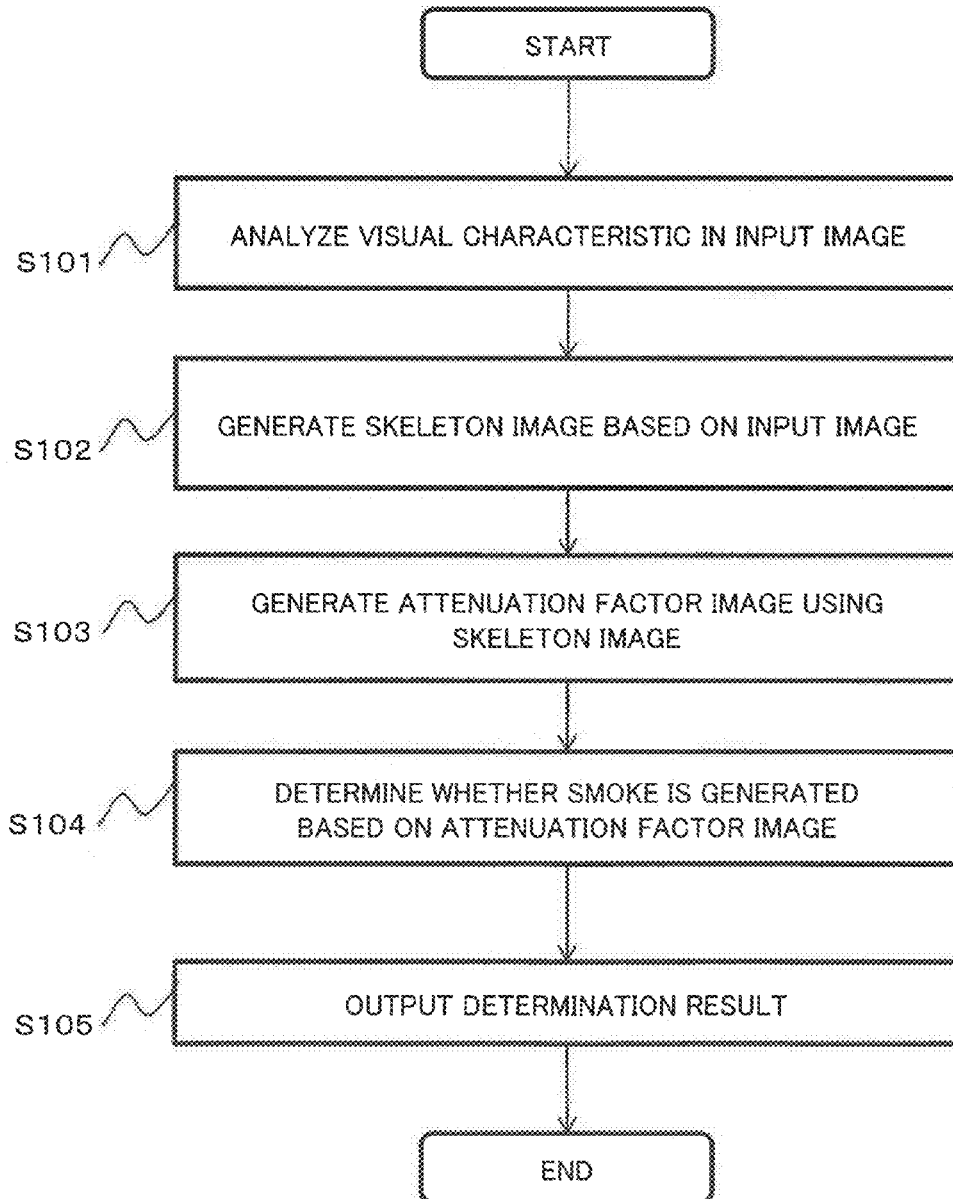 START
S101
ANALYZE VISUAL CHARACTERISTIC IN INPUT IMAGE
S102
GENERATE SKELETON IMAGE BASED ON INPUT IMAGE
S103
GENERATE ATTENUATION FACTOR IMAGE USING
SKELETON IMAGE
S104
DETERMINE WHETHER SMOKE IS GENERATED
BASED ON ATTENUATION FACTOR IMAGE
S105
OUTPUT DETERMINATION RESULT
END